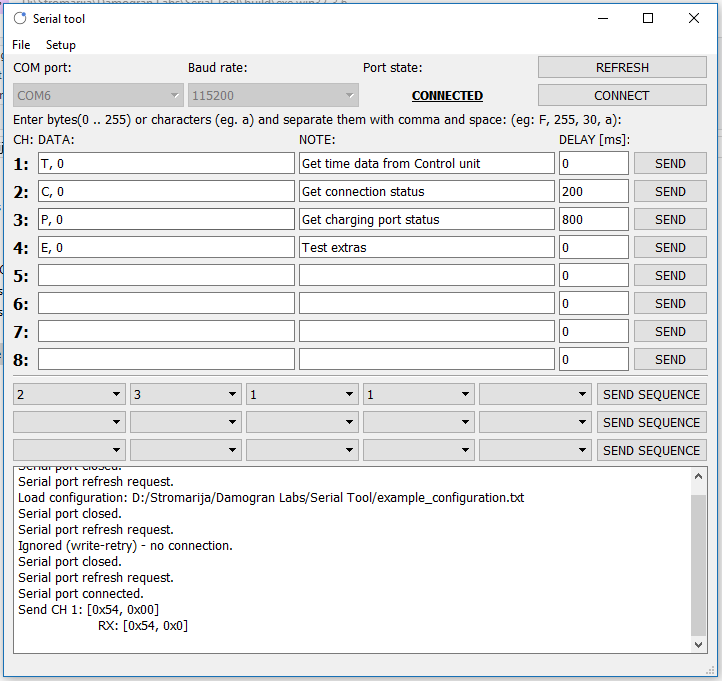 Serial tool
File Setup
COM port: Baud rate: Port state: REFRESH
COM6 115200 CONNECTED CONNECT
Enter bytes(0 .. 255) or characters (eg. a) and separate them with comma and space: (eg: F, 255, 30, a):
CH: DATA: NOTE: DELAY [ms]:
1: T, 0 Get time data from Control unit 0 SEND
2: C, 0 Get connection status 200 SEND
3: P, 0 Get charging port status 800 SEND
4: E, 0 Test extras 0 SEND
5: 0 SEND
6: 0 SEND
7: 0 SEND
8: 0 SEND
2 3 1 1 SEND SEQUENCE
SEND SEQUENCE
SEND SEQUENCE
Serial port closed.
Serial port refresh request.
Load configuration: D:/Stromarija/Damogran Labs/Serial Tool/example_configuration.txt
Serial port closed.
Serial port refresh request.
Ignored (write-retry) - no connection.
Serial port closed.
Serial port refresh request.
Serial port connected.
Send CH 1: [0x54, 0x00]
RX: [0x54, 0x0]